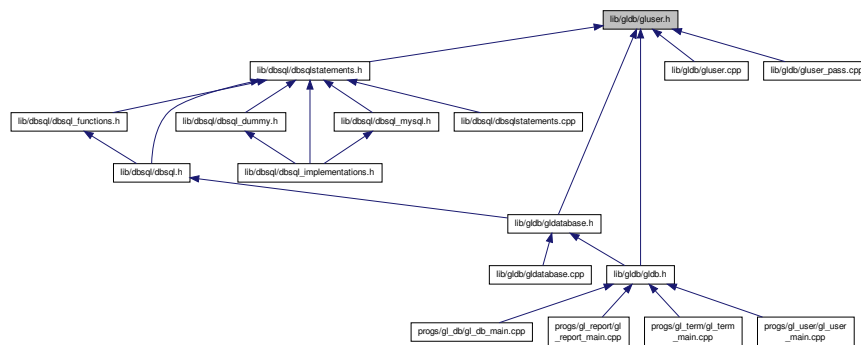 lib/gldb/gluser.h
lib/dbsql/dbsqlstatements.h
lib/gldb/gluser.cpp
lib/gldb/gluser_pass.cpp
lib/dbsql/dbsql_functions.h
lib/dbsql/dbsql_dummy.h
lib/dbsql/dbsql_mysql.h
lib/dbsql/dbsqlstatements.cpp
lib/dbsql/dbsql.h
lib/dbsql/dbsql_implementations.h
lib/gldb/gldatabase.h
lib/gldb/gldatabase.cpp
lib/gldb/gldb.h
progs/gl_db/gl_db_main.cpp
progs/gl_report/gl
_report_main.cpp
progs/gl_term/gl_term
_main.cpp
progs/gl_user/gl_user
_main.cpp